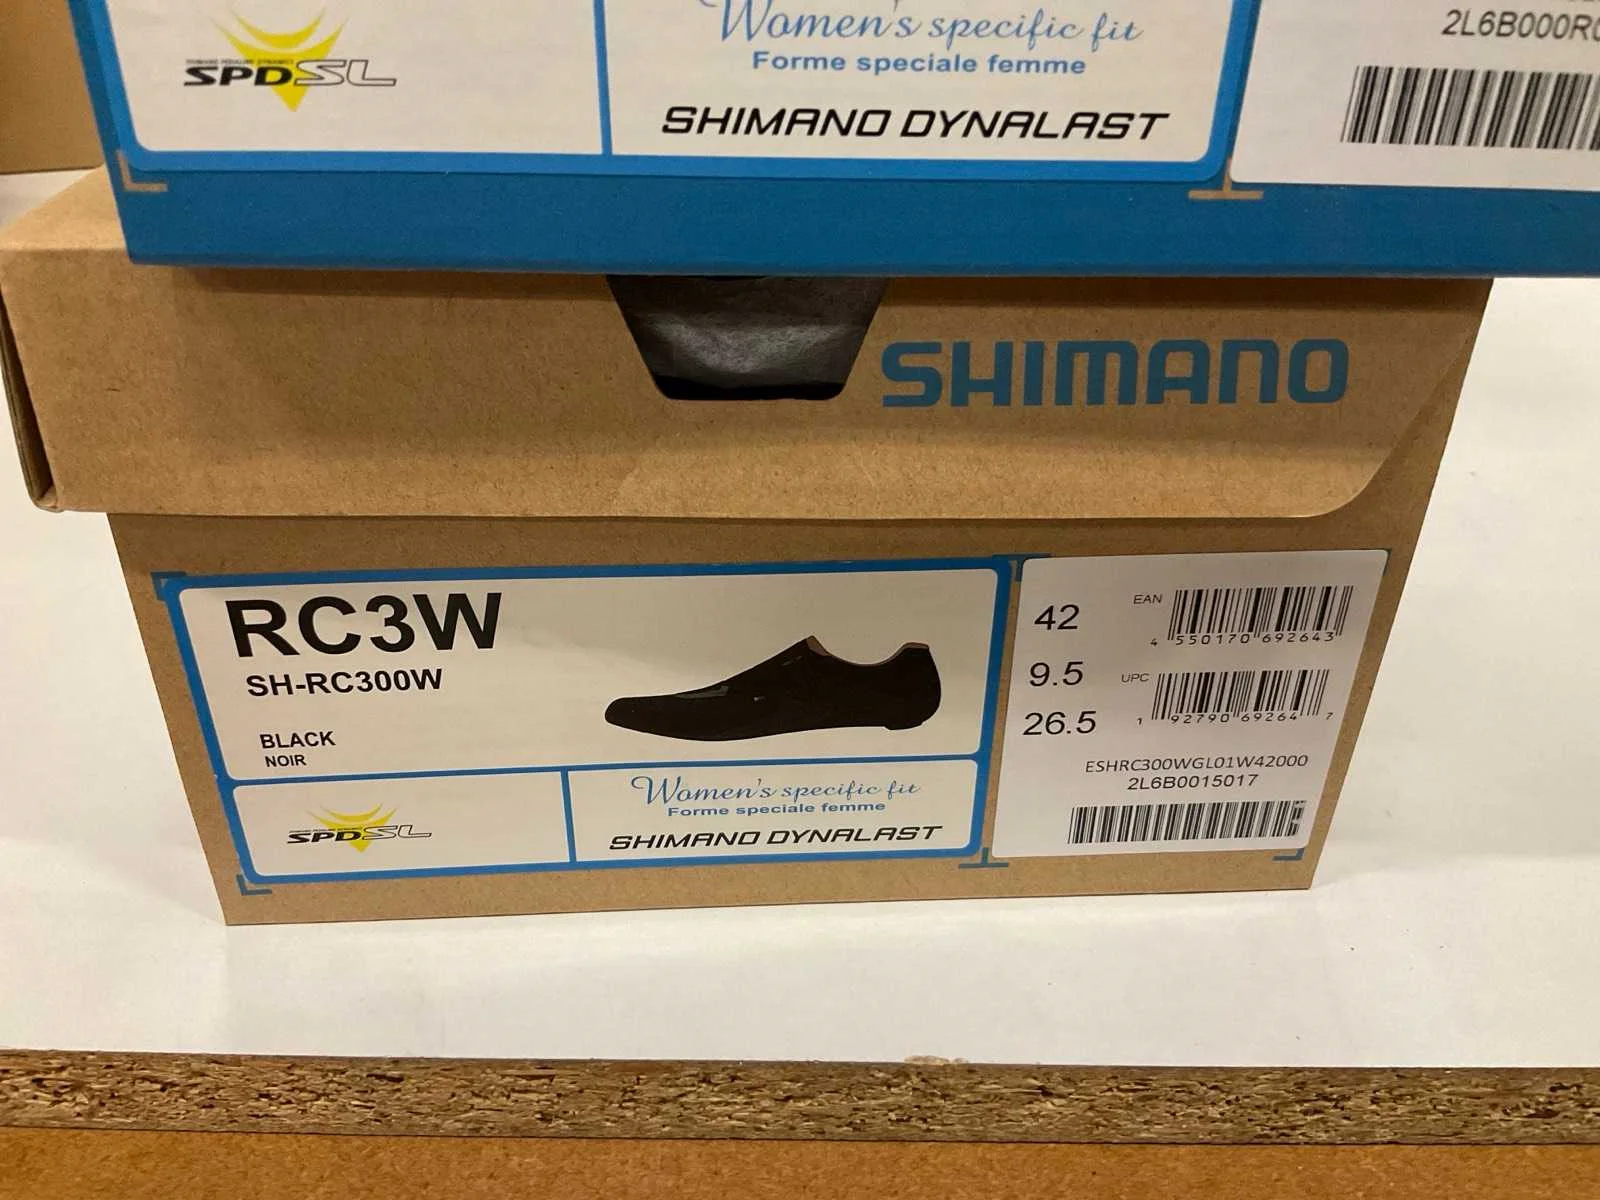 SPD-SL
Women's specific fit
Forme speciale femme
SHIMANO DYNALAST
SHIMANO
RC3W
SH-RC300W
BLACK
NOIR
SPD-SL
Women's specific fit
Forme speciale femme
SHIMANO DYNALAST
42
9.5
26.5
EAN
4 550170 692643
UPC
1 92790 69264 7
ESHRC300WGL01W42000
2L6B0015017